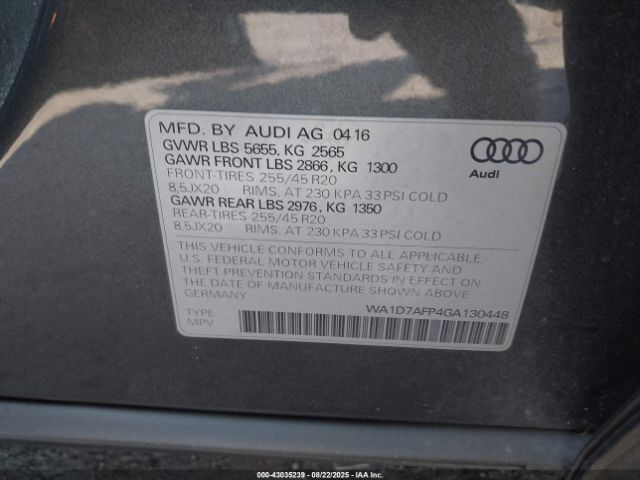 MFD. BY AUDI AG 0416
GVWR LBS 5655, KG 2565
GAWR FRONT LBS 2866, KG 1300
FRONT-TIRES 255/45 R20
8,5JX20 RIMS, AT 230 KPA 33 PSI COLD
GAWR REAR LBS 2976, KG 1350
REAR-TIRES 255/45 R20
8,5JX20 RIMS, AT 230 KPA 33 PSI COLD
THIS VEHICLE CONFORMS TO ALL APPLICABLE
U.S. FEDERAL MOTOR VEHICLE SAFETY AND
THEFT PREVENTION STANDARDS IN EFFECT ON
THE DATE OF MANUFACTURE SHOWN ABOVE.
GERMANY
TYPE:
MPV
WA1D7AFP4GA130448
Audi
000-43035239 - 08/22/2025 - IAA Inc.